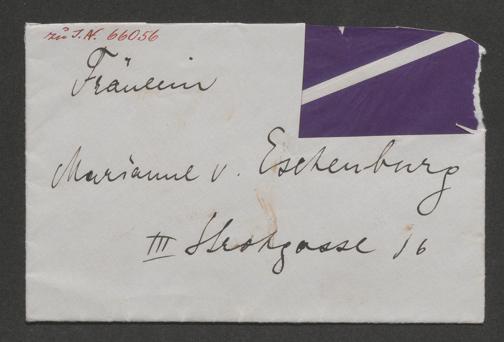 zu I.N. 66056
Fräulein
Marianne v. Eschenburg
III Strohgasse 16